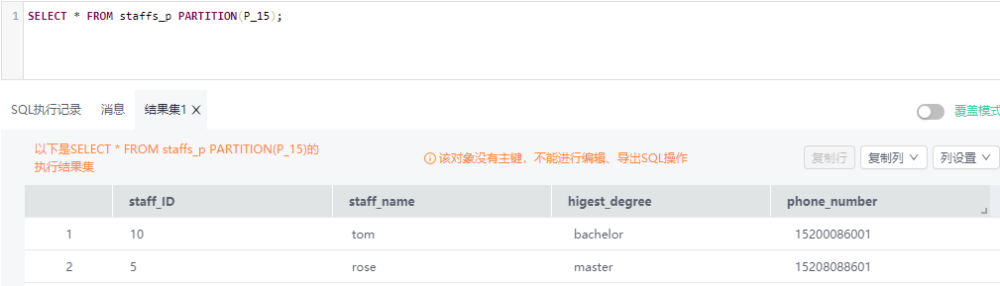 1 SELECT * FROM staffs_p PARTITION(P_15);
SQL执行记录 消息 结果集1 X 覆盖模式
以下是SELECT * FROM staffs_p PARTITION(P_15)的
执行结果集
该对象没有主键，不能进行编辑、导出SQL操作
复制行 复制列 列设置
staff_ID staff_name higest_degree phone_number
1 10 tom bachelor 15200086001
2 5 rose master 15208088601